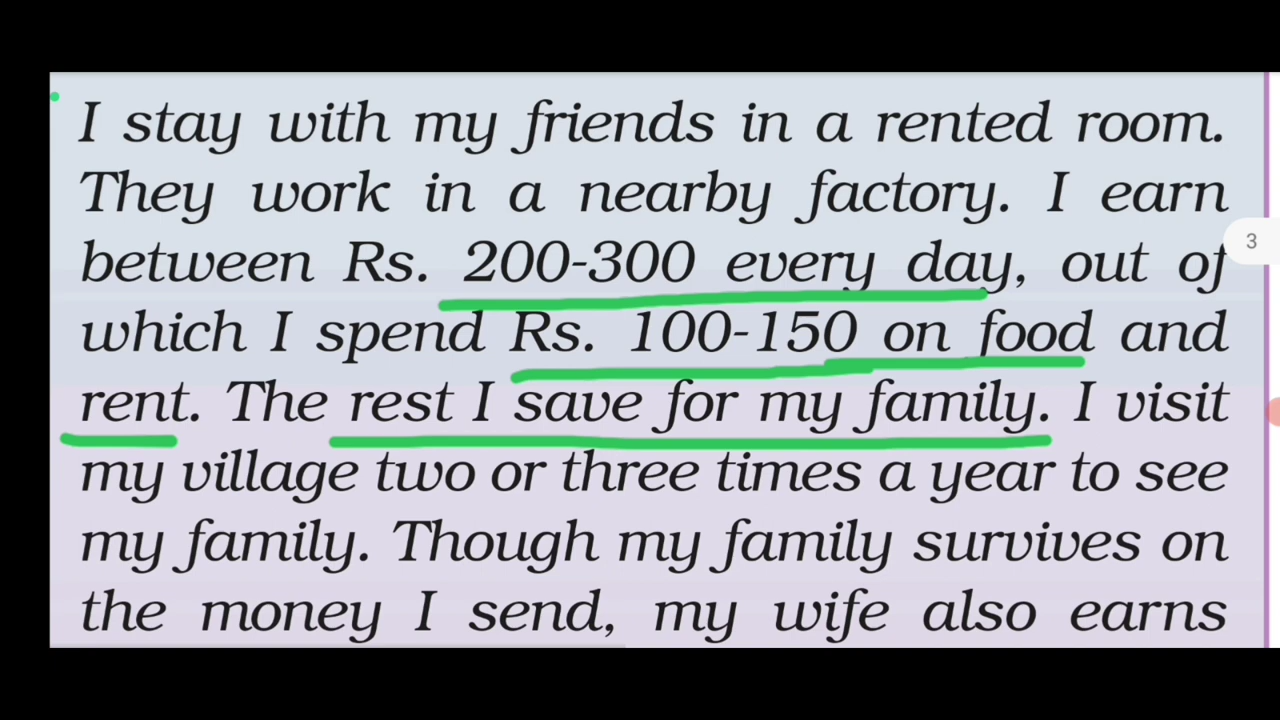 I stay with my friends in a rented room.
They work in a nearby factory. I earn
between Rs. 200-300 every day, out of
3
which I spend Rs. 100-150 on food and
rent. The rest I save for my family. I visit
my village two or three times a year to see
my family. Though my family survives on
the money I send, my wife also earns